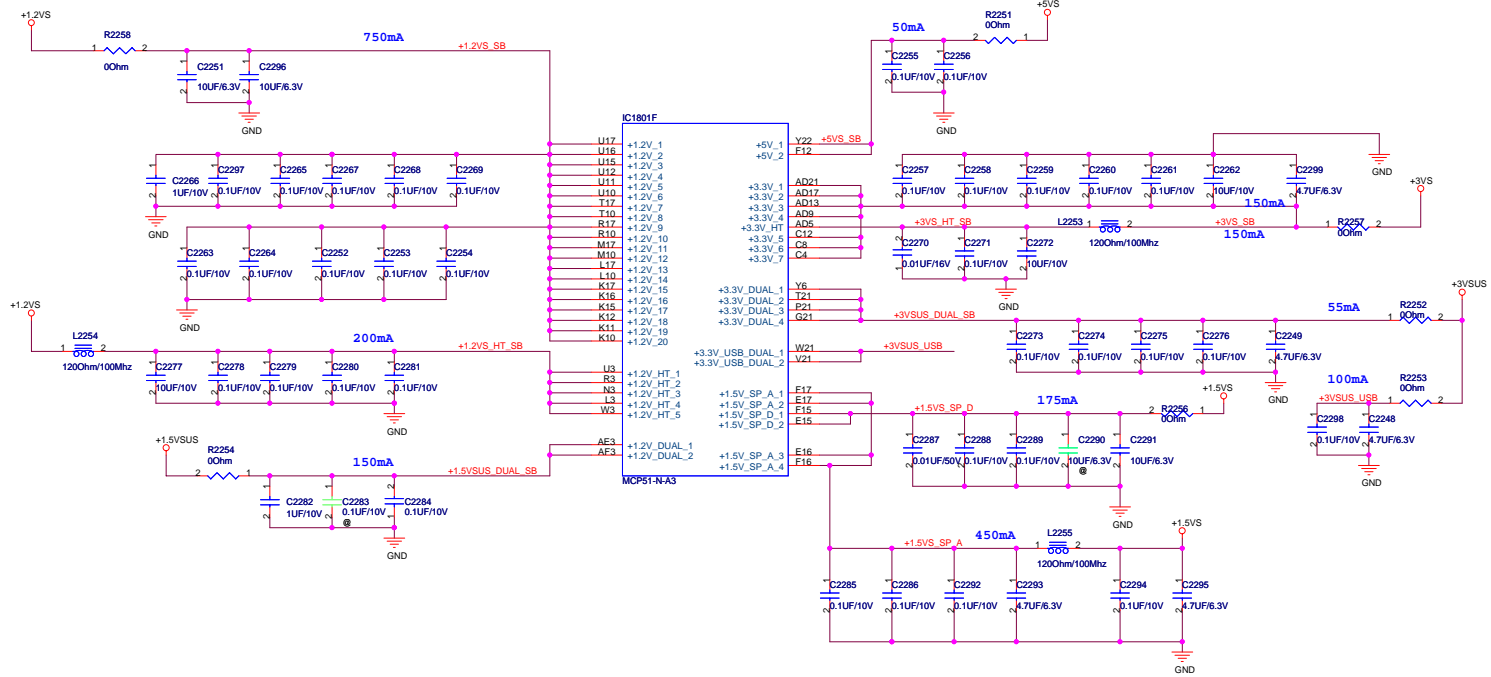 +1.2VS
R2258
1 2
0Ohm
750mA
+1.2VS_SB
C2251
10UF/6.3V
C2296
10UF/6.3V
GND
C2266
1UF/10V
C2297
0.1UF/10V
C2265
0.1UF/10V
C2267
0.1UF/10V
C2268
0.1UF/10V
C2269
0.1UF/10V
GND
C2263
0.1UF/10V
C2264
0.1UF/10V
C2252
0.1UF/10V
C2253
0.1UF/10V
C2254
0.1UF/10V
GND
+1.2VS
L2254
1 2
120Ohm/100Mhz
200mA
+1.2VS_HT_SB
C2277
10UF/10V
C2278
0.1UF/10V
C2279
0.1UF/10V
C2280
0.1UF/10V
C2281
0.1UF/10V
GND
+1.5VSUS
R2254
0Ohm
2 1
150mA
+1.5VSUS_DUAL_SB
C2282
1UF/10V
C2283
0.1UF/10V
@
C2284
0.1UF/10V
GND
IC1801F
U17 +1.2V_1
U16 +1.2V_2
U15 +1.2V_3
U12 +1.2V_4
U11 +1.2V_5
U10 +1.2V_6
T17 +1.2V_7
T10 +1.2V_8
R17 +1.2V_9
R10 +1.2V_10
M17 +1.2V_11
M10 +1.2V_12
L17 +1.2V_13
L10 +1.2V_14
K17 +1.2V_15
K16 +1.2V_16
K15 +1.2V_17
K12 +1.2V_18
K11 +1.2V_19
K10 +1.2V_20
U3 +1.2V_HT_1
R3 +1.2V_HT_2
N3 +1.2V_HT_3
L3 +1.2V_HT_4
W3 +1.2V_HT_5
AE3 +1.2V_DUAL_1
AF3 +1.2V_DUAL_2
+5V_1 Y22
+5V_2 F12
+3.3V_1 AD21
+3.3V_2 AD17
+3.3V_3 AD13
+3.3V_4 AD9
+3.3V_HT AD5
+3.3V_5 C12
+3.3V_6 C8
+3.3V_7 C4
+3.3V_DUAL_1 Y6
+3.3V_DUAL_2 T21
+3.3V_DUAL_3 P21
+3.3V_DUAL_4 G21
+3.3V_USB_DUAL_1 W21
+3.3V_USB_DUAL_2 V21
+1.5V_SP_A_1 F17
+1.5V_SP_A_2 E17
+1.5V_SP_D_1 F15
+1.5V_SP_D_2 E15
+1.5V_SP_A_3 E16
+1.5V_SP_A_4 F16
MCP51-N-A3
+5VS
R2251
0Ohm
2 1
50mA
+5VS_SB
C2255
0.1UF/10V
C2256
0.1UF/10V
GND
C2257
0.1UF/10V
C2258
0.1UF/10V
C2259
0.1UF/10V
C2260
0.1UF/10V
C2261
0.1UF/10V
C2262
10UF/10V
C2299
4.7UF/6.3V
GND
150mA
+3VS
+3VS_HT_SB
L2253
1 2
120Ohm/100Mhz
+3VS_SB
150mA
R2257
0Ohm
C2270
0.01UF/16V
C2271
0.1UF/10V
C2272
10UF/10V
GND
+3VSUS
55mA
R2252
0Ohm
2 1
+3VSUS_DUAL_SB
C2273
0.1UF/10V
C2274
0.1UF/10V
C2275
0.1UF/10V
C2276
0.1UF/10V
C2249
4.7UF/6.3V
GND
+3VSUS_USB
100mA
R2253
0Ohm
2 1
+3VSUS_USB
C2298
0.1UF/10V
C2248
4.7UF/6.3V
GND
+1.5VS
175mA
+1.5VS_SP_D
2 1
R2256
0Ohm
C2287
0.01UF/50V
C2288
0.1UF/10V
C2289
0.1UF/10V
C2290
10UF/6.3V
@
C2291
10UF/6.3V
GND
+1.5VS
450mA
+1.5VS_SP_A
L2255
1 2
120Ohm/100Mhz
C2285
0.1UF/10V
C2286
0.1UF/10V
C2292
0.1UF/10V
C2293
4.7UF/6.3V
C2294
0.1UF/10V
C2295
4.7UF/6.3V
GND